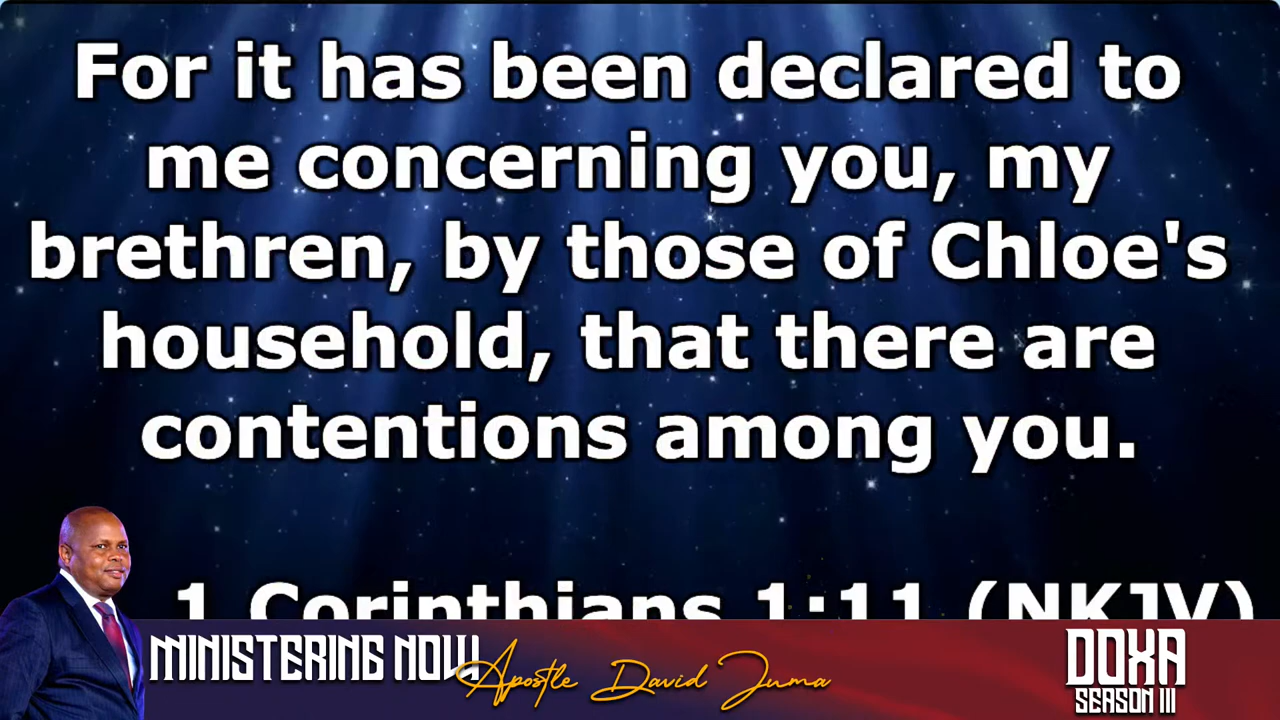 For it has been declared to
me concerning you, my
brethren, by those of Chloe's
household, that there are
contentions among you.
1 Corinthians 1:11 (NKJV)
MINISTERING NOW
Apostle David Juma
DOXA
SEASON III